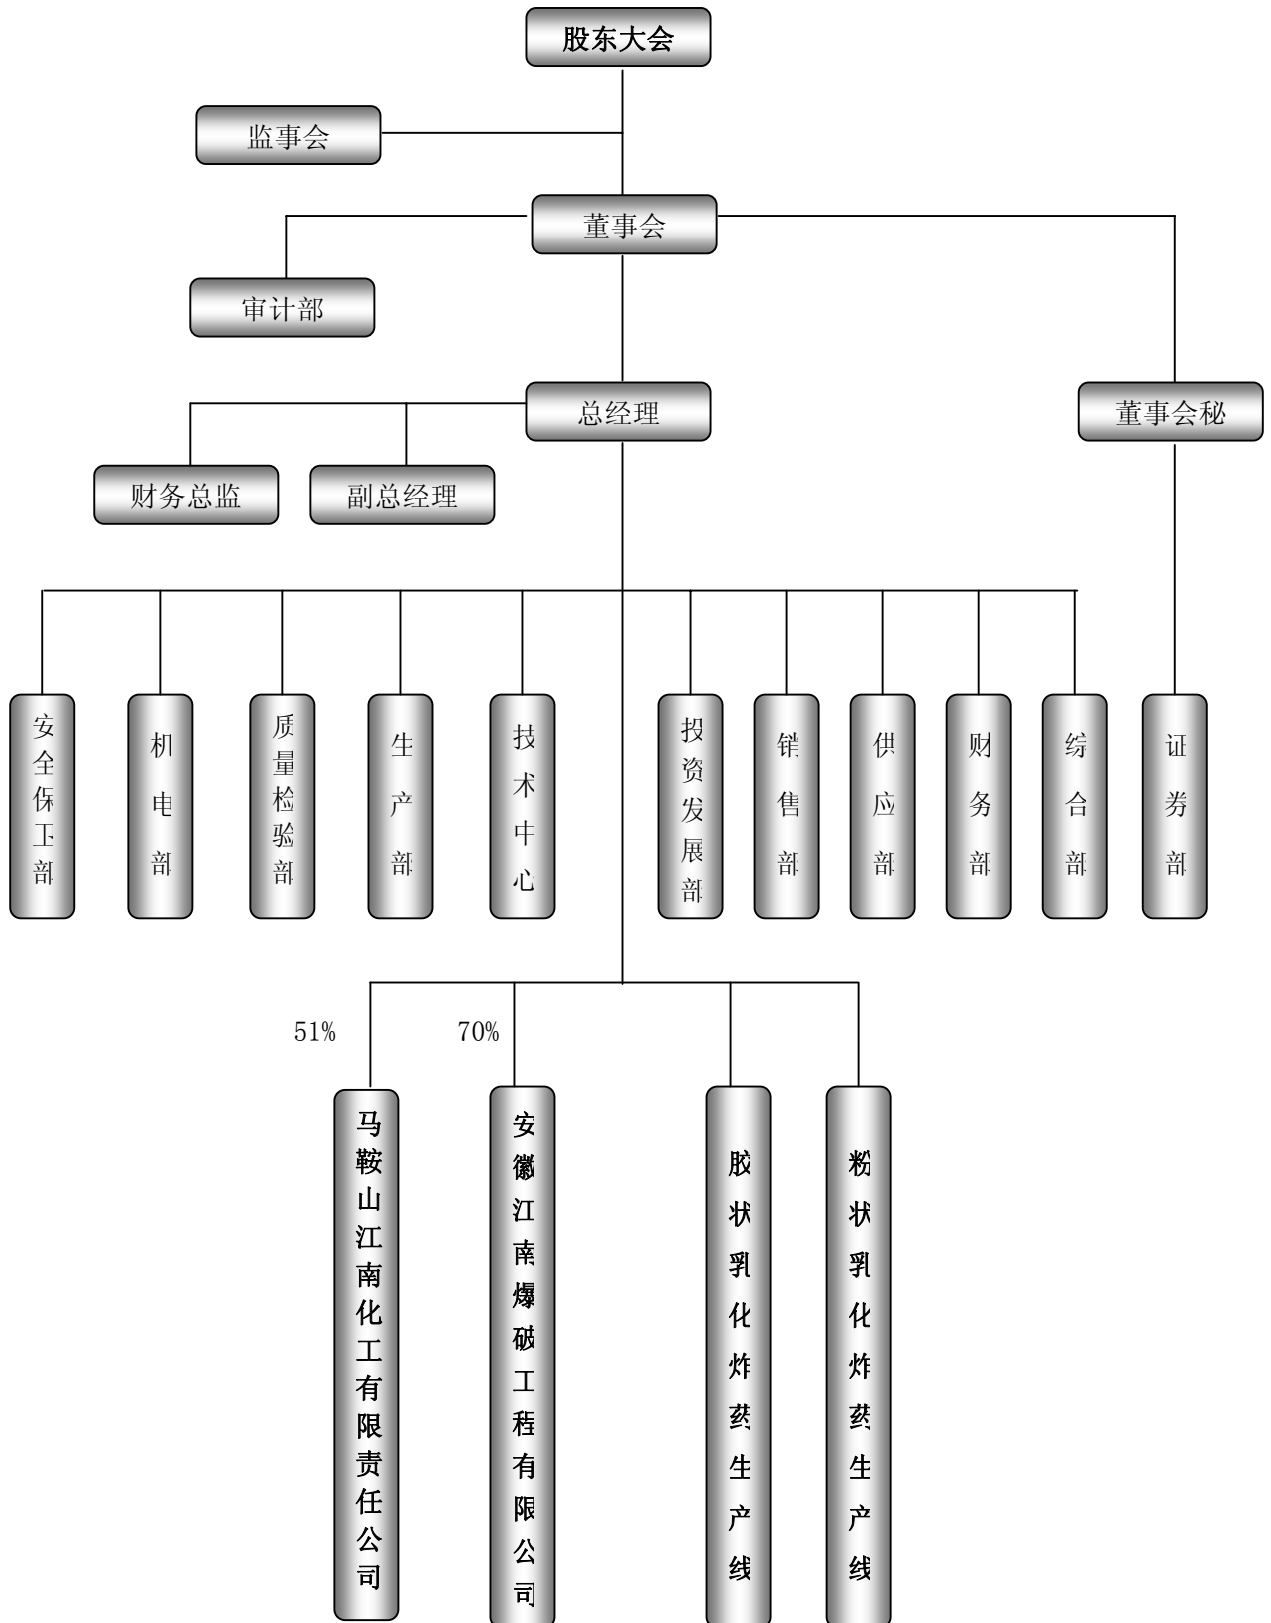 股东大会
监事会
董事会
审计部
总经理
董事会秘
财务总监
副总经理
安全保卫部
机电部
质量检验部
生产部
技术中心
投资发展部
销售部
供应部
财务部
综合部
证券部
51%
70%
马鞍山江南化工有限责任公司
安徽江南爆破工程有限公司
胶状乳化炸药生产线
粉状乳化炸药生产线